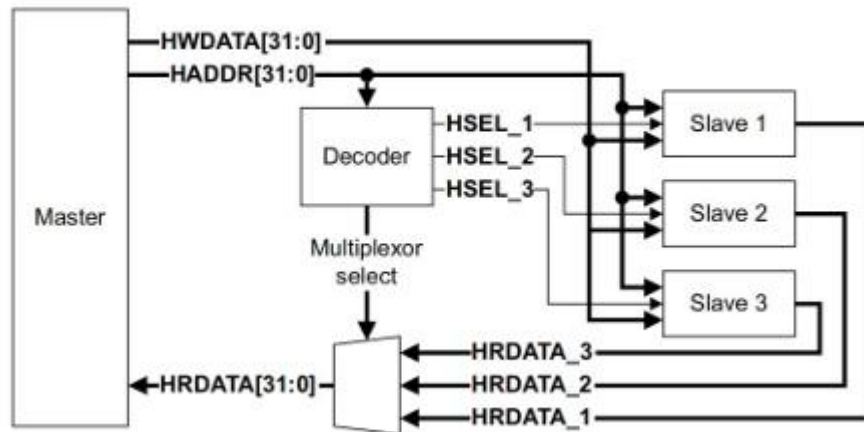 HWDATA[31:0]
HADDR[31:0]
HSEL_1
Slave 1
Decoder
HSEL_2
HSEL_3
Master
Slave 2
Multiplexor
select
Slave 3
HRDATA_3
HRDATA[31:0]
HRDATA_2
HRDATA_1